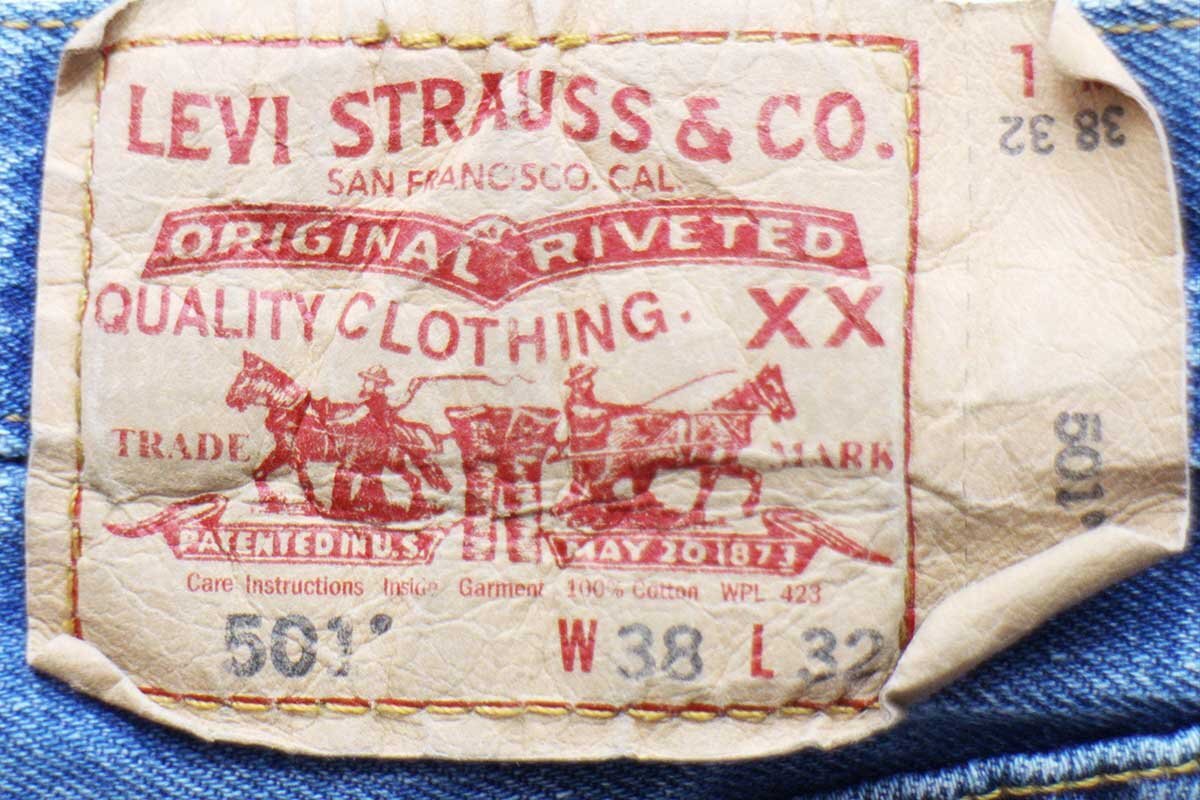 LEVI STRAUSS & CO.
SAN FRANCISCO. CAL.
ORIGINAL RIVETED
QUALITY CLOTHING. XX
TRADE MARK
PATENTED IN U.S. MAY 20 1873
Care Instructions Inside Garment 100% Cotton WPL 423
501® W 38 L 32
L
38 32
501®